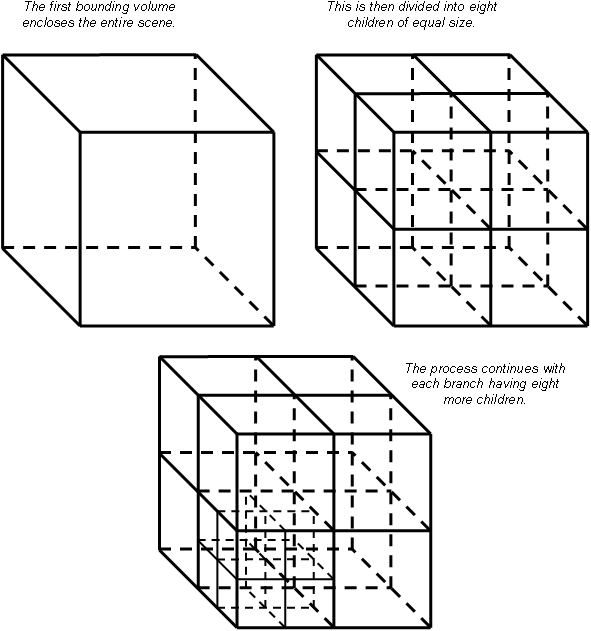 The first bounding volume
encloses the entire scene.
This is then divided into eight
children of equal size.
The process continues with
each branch having eight
more children.